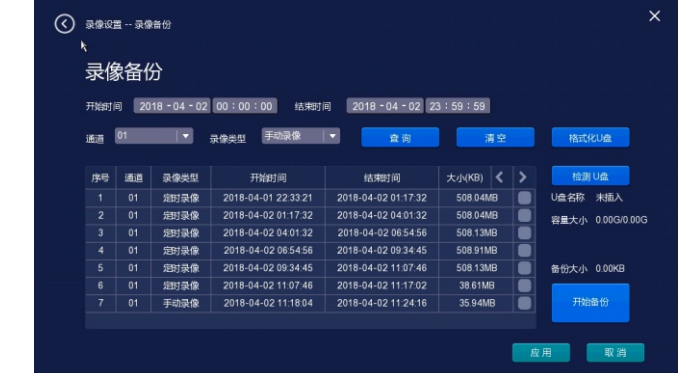 录像设置 -- 录像备份
录像备份
开始时间 2018 - 04 - 02 00 : 00 : 00 结束时间 2018 - 04 - 02 23 : 59 : 59
通道 01 录像类型 手动录像 查 询 清 空 格式化U盘
序号 通道 录像类型 开始时间 结束时间 大小(KB) 检测 U盘
1 01 定时录像 2018-04-01 22:33:21 2018-04-02 01:17:32 508.04MB U盘名称 未插入
2 01 定时录像 2018-04-02 01:17:32 2018-04-02 04:01:32 508.04MB 容量大小 0.00G/0.00G
3 01 定时录像 2018-04-02 04:01:32 2018-04-02 06:54:56 508.13MB
4 01 定时录像 2018-04-02 06:54:56 2018-04-02 09:34:45 508.91MB
5 01 定时录像 2018-04-02 09:34:45 2018-04-02 11:07:46 508.13MB 备份大小 0.00KB
6 01 定时录像 2018-04-02 11:07:46 2018-04-02 11:17:02 38.61MB
7 01 手动录像 2018-04-02 11:18:04 2018-04-02 11:24:16 35.94MB 开始备份
应 用 取 消